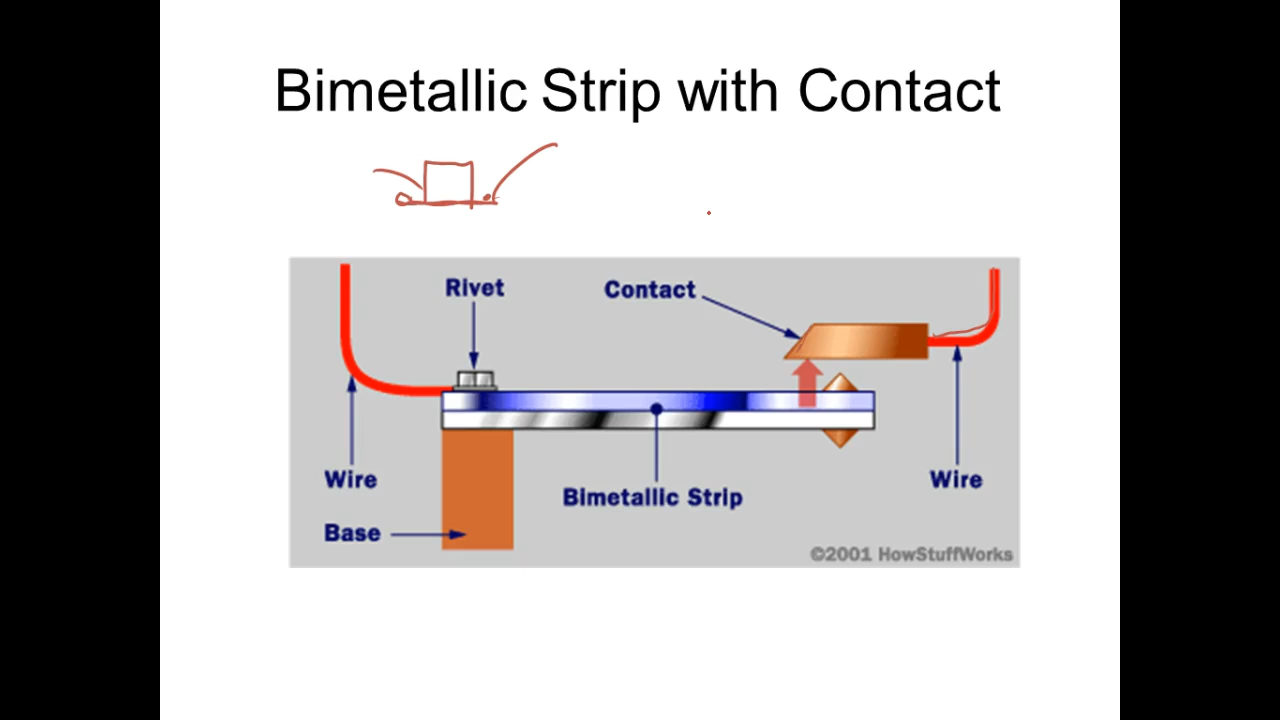 Bimetallic Strip with Contact
Rivet
Contact
Wire
Bimetallic Strip
Wire
Base
©2001 HowStuffWorks